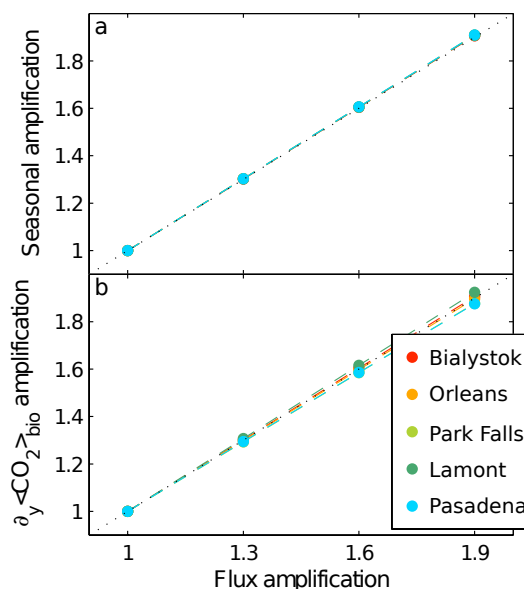 a
Seasonal amplification
1.8
1.6
1.4
1.2
1
b
∂y<CO2>bio amplification
1.8
1.6
1.4
1.2
1
Bialystok
Orleans
Park Falls
Lamont
Pasadena
1 1.3 1.6 1.9
Flux amplification